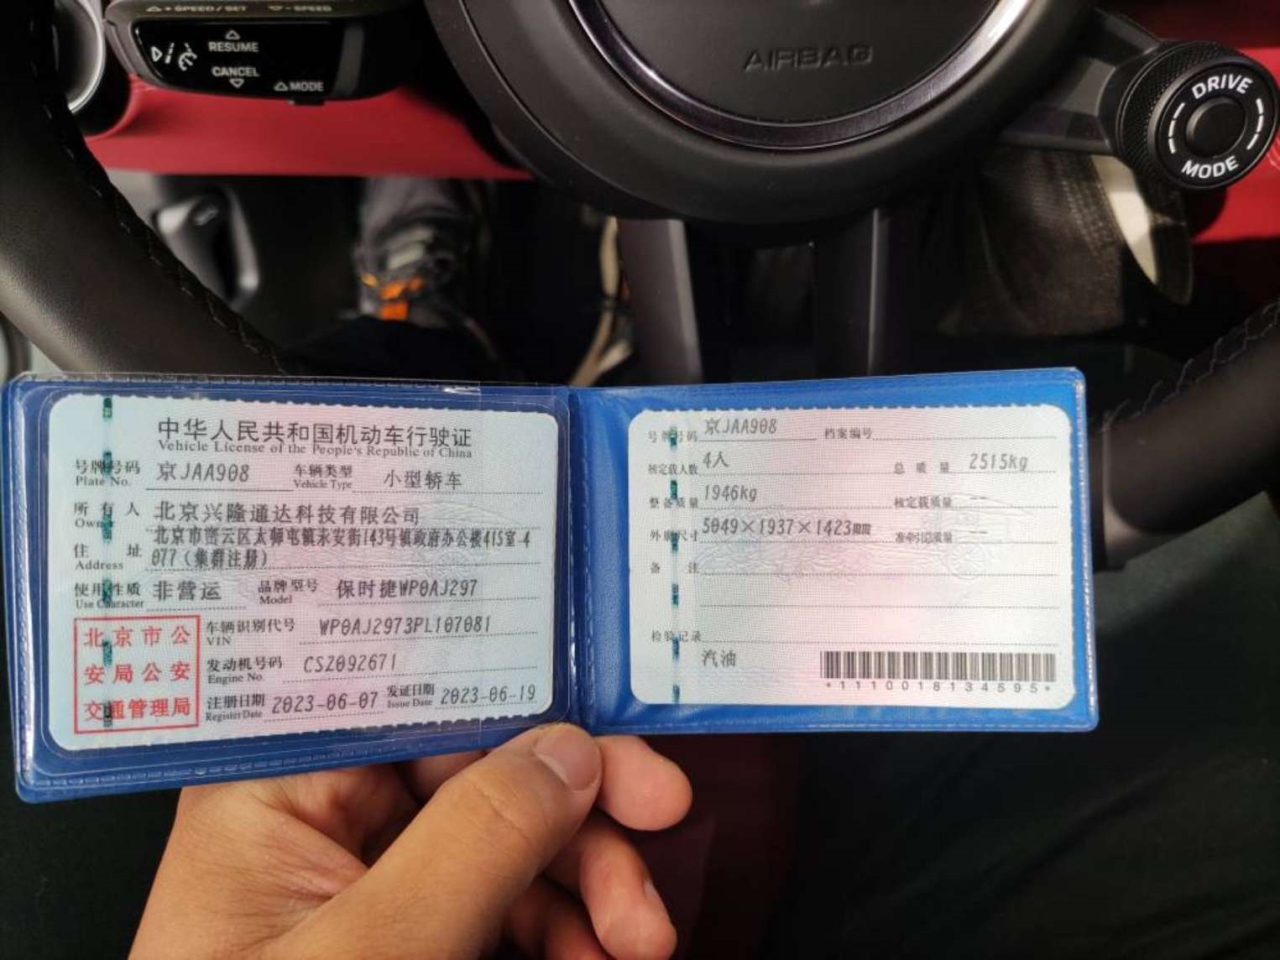 + SPEED / SET
- SPEED
RESUME
CANCEL
MODE
AIRBAG
DRIVE
MODE
中华人民共和国机动车行驶证
Vehicle License of the People's Republic of China
号牌号码 京JAA908 车辆类型 小型轿车
Plate No. Vehicle Type
所有人 北京兴隆通达科技有限公司
Owner
住址 北京市密云区太师屯镇永安街143号镇政府办公楼415室-4
Address 077(集群注册)
使用性质 非营运 品牌型号 保时捷WP0AJ297
Use Character Model
北京市公
安局公安
交通管理局
车辆识别代号 WP0AJ2973PL107081
VIN
发动机号码 CSZ092671
Engine No.
注册日期 2023-06-07 发证日期 2023-06-19
Register Date Issue Date
号牌号码 京JAA908 档案编号
核定载人数 4人 总质量 2515kg
整备质量 1946kg 核定载质量 --
外廓尺寸 5049×1937×1423mm 准牵引总质量 --
备注
检验记录
汽油
*1110018134595*